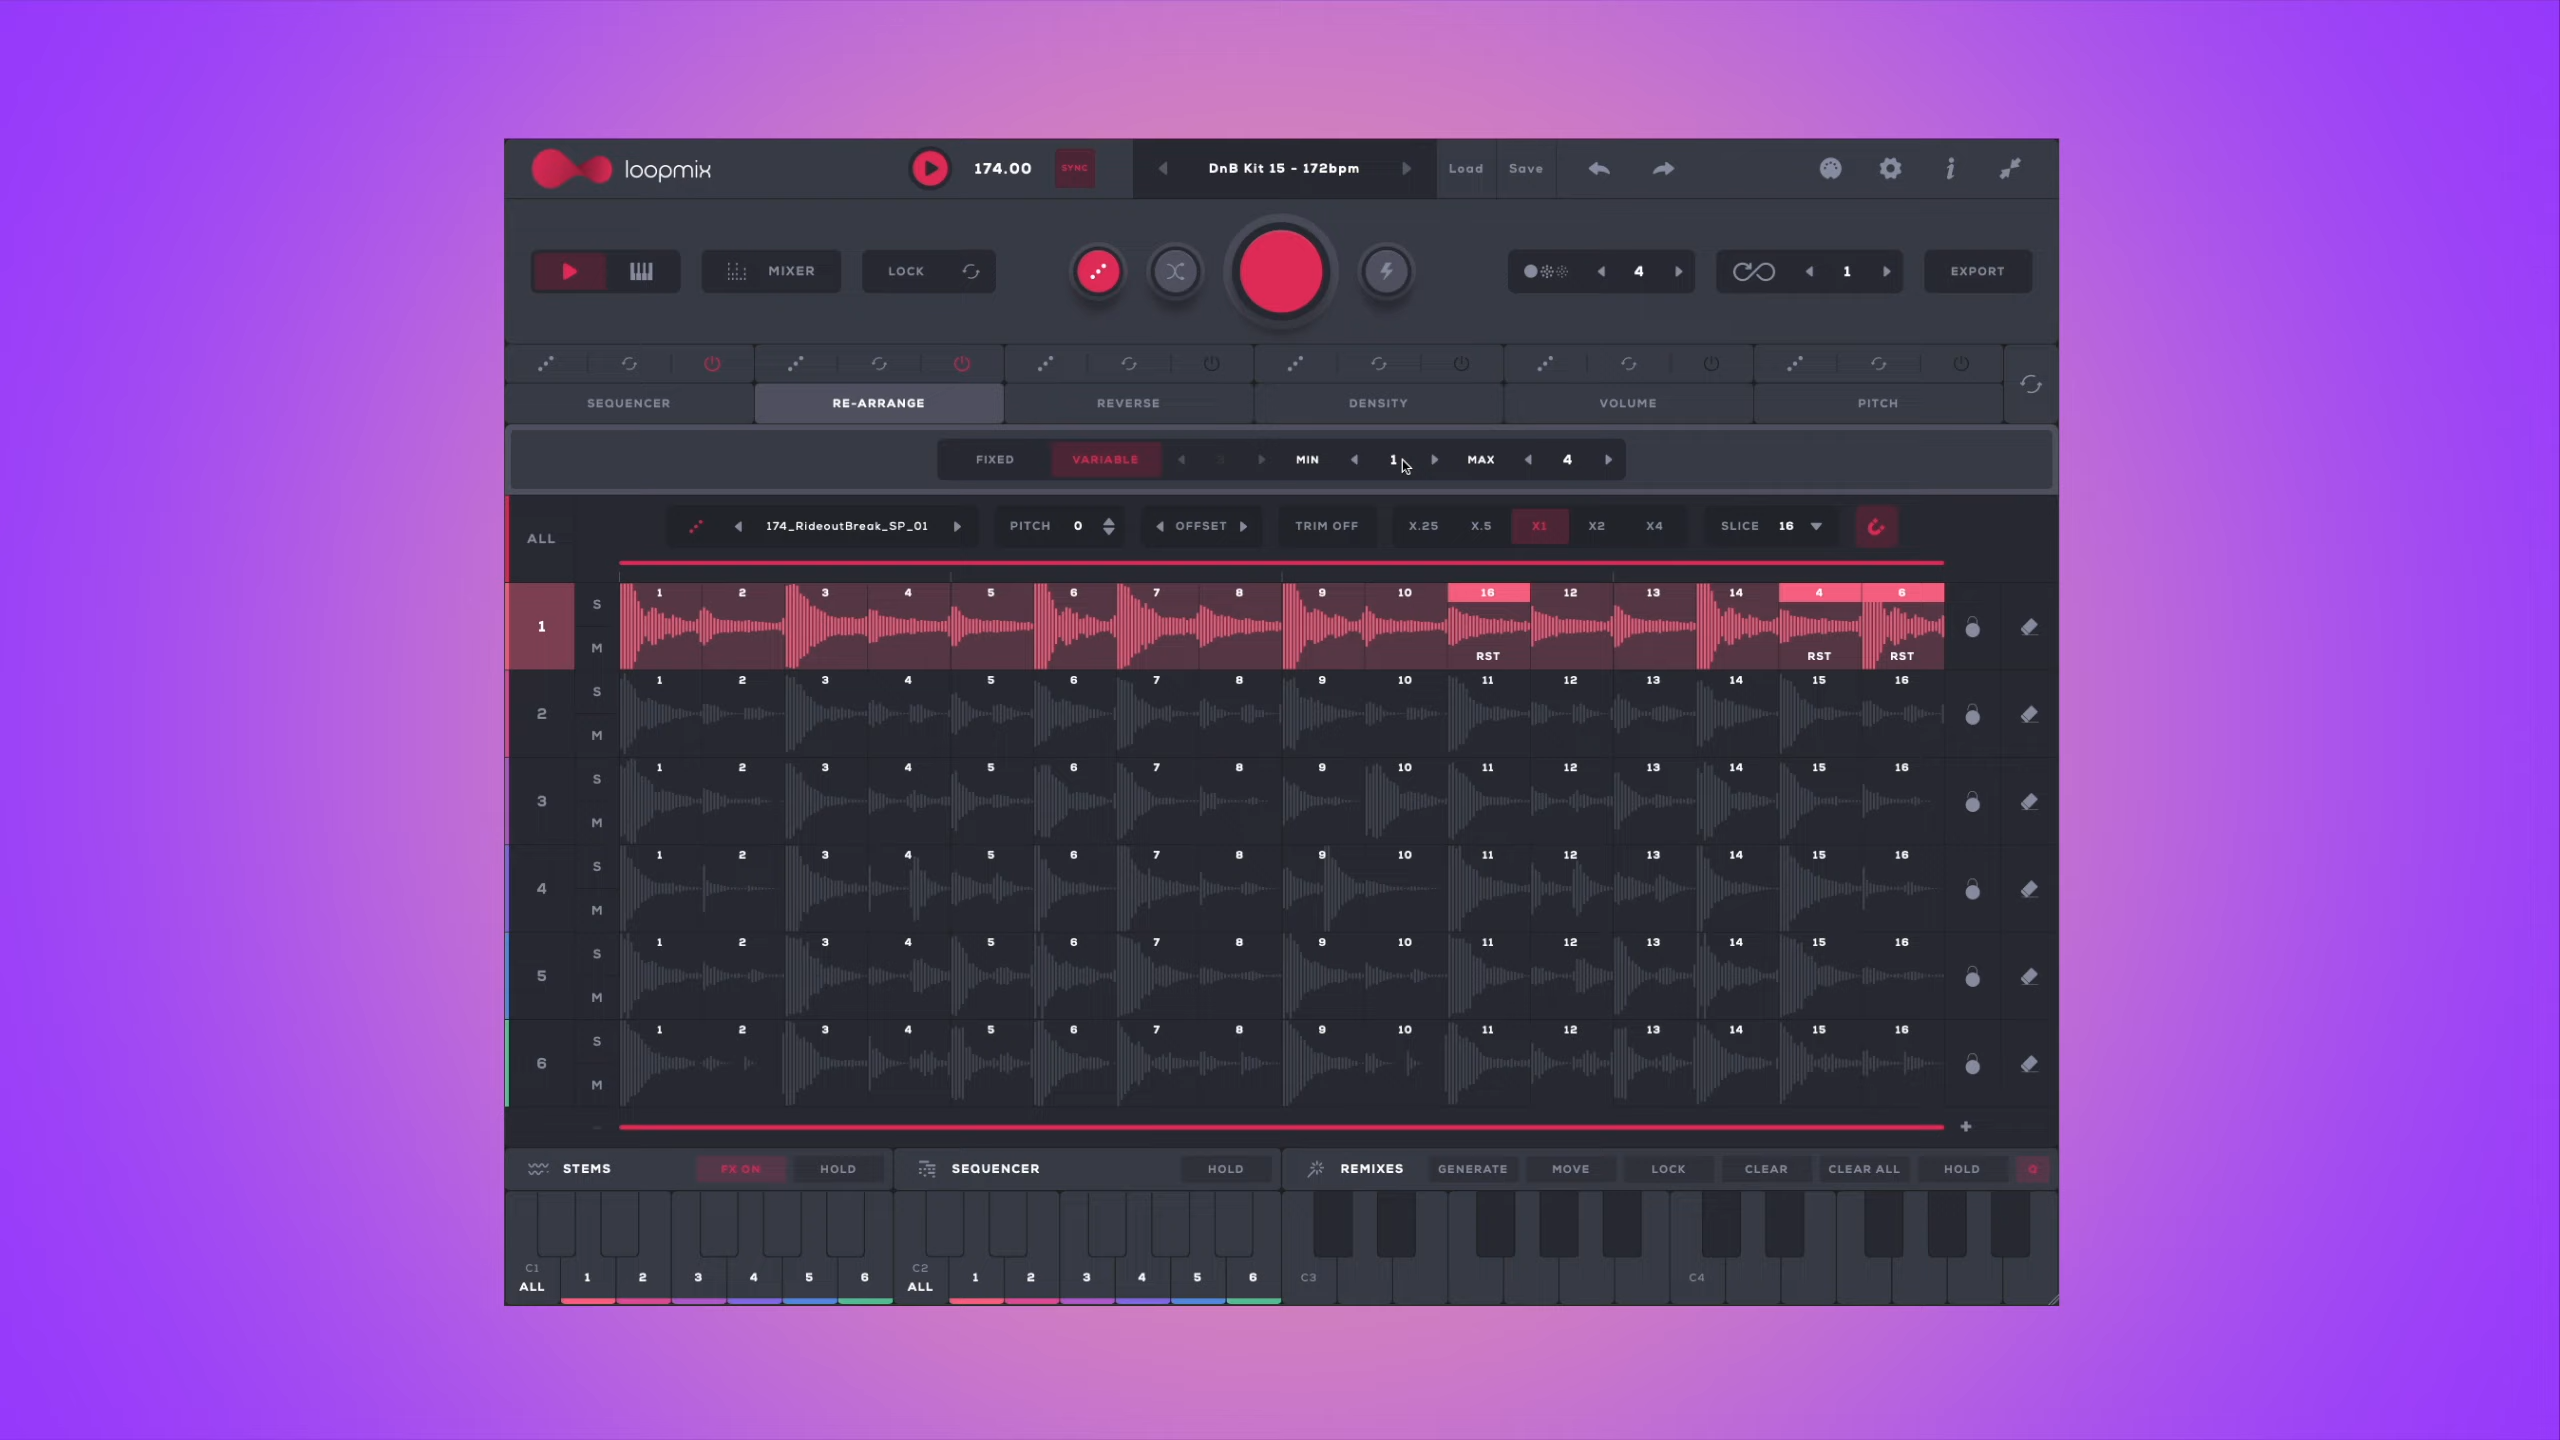 loopmix 174.00 SYNC DnB Kit 15 - 172bpm Load Save i
MIXER LOCK 4 1 EXPORT
SEQUENCER RE-ARRANGE REVERSE DENSITY VOLUME PITCH
FIXED VARIABLE 3 MIN 1 MAX 4
ALL 174_RideoutBreak_SP_01 PITCH 0 OFFSET TRIM OFF X.25 X.5 X1 X2 X4 SLICE 16
1 S M 1 2 3 4 5 6 7 8 9 10 16 12 13 14 4 6
RST RST RST
2 S M 1 2 3 4 5 6 7 8 9 10 11 12 13 14 15 16
3 S M 1 2 3 4 5 6 7 8 9 10 11 12 13 14 15 16
4 S M 1 2 3 4 5 6 7 8 9 10 11 12 13 14 15 16
5 S M 1 2 3 4 5 6 7 8 9 10 11 12 13 14 15 16
6 S M 1 2 3 4 5 6 7 8 9 10 11 12 13 14 15 16
STEMS FX ON HOLD SEQUENCER HOLD REMIXES GENERATE MOVE LOCK CLEAR CLEAR ALL HOLD Q
C1 C2 C3 C4
ALL 1 2 3 4 5 6 ALL 1 2 3 4 5 6